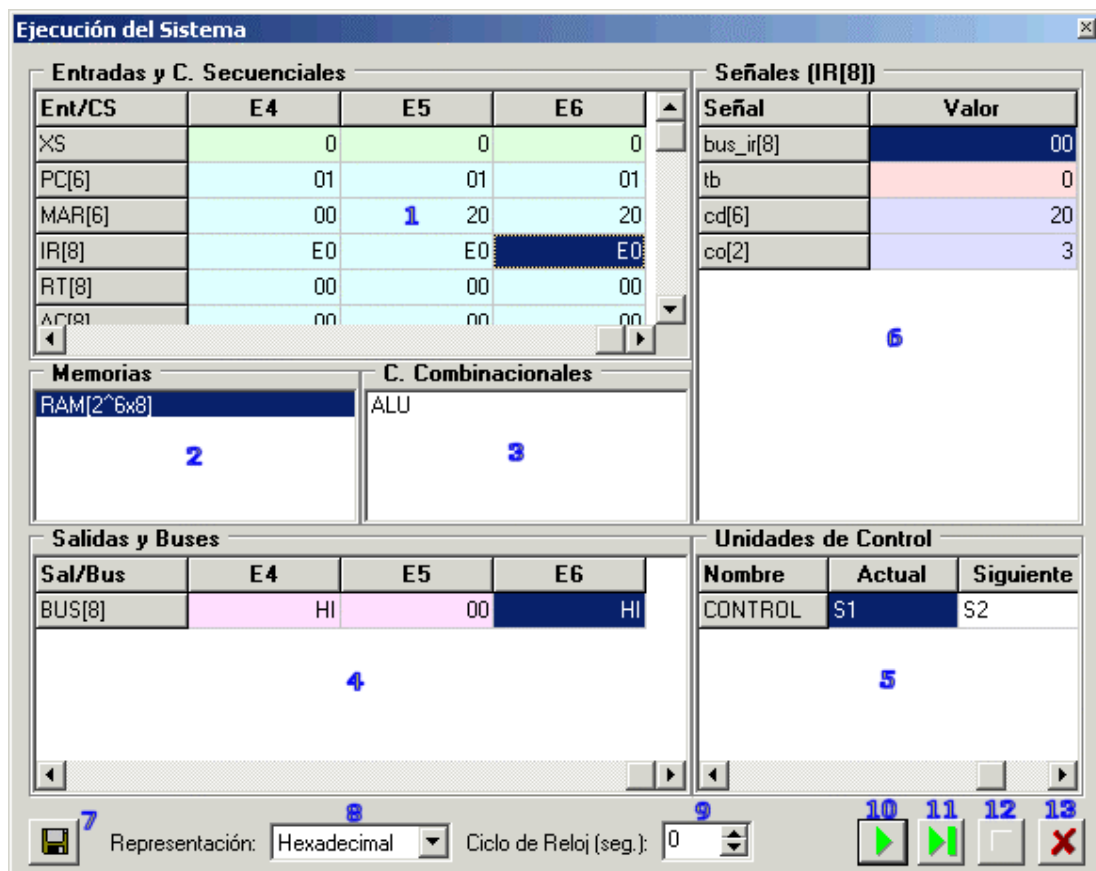 Ejecución del Sistema
Entradas y C. Secuenciales
Ent/CS E4 E5 E6
XS 0 0 0
PC[6] 01 01 01
MAR[6] 00 1 20 20
IR[8] E0 E0 E0
RT[8] 00 00 00
AC[8] 00 00 00
Señales (IR[8])
Señal Valor
bus_ir[8] 00
tb 0
cd[6] 20
co[2] 3
6
Memorias
RAM[2^6x8]
2
C. Combinacionales
ALU
3
Salidas y Buses
Sal/Bus E4 E5 E6
BUS[8] HI 00 HI
4
Unidades de Control
Nombre Actual Siguiente
CONTROL S1 S2
5
7 8 9 10 11 12 13
Representación: Hexadecimal Ciclo de Reloj (seg.): 0